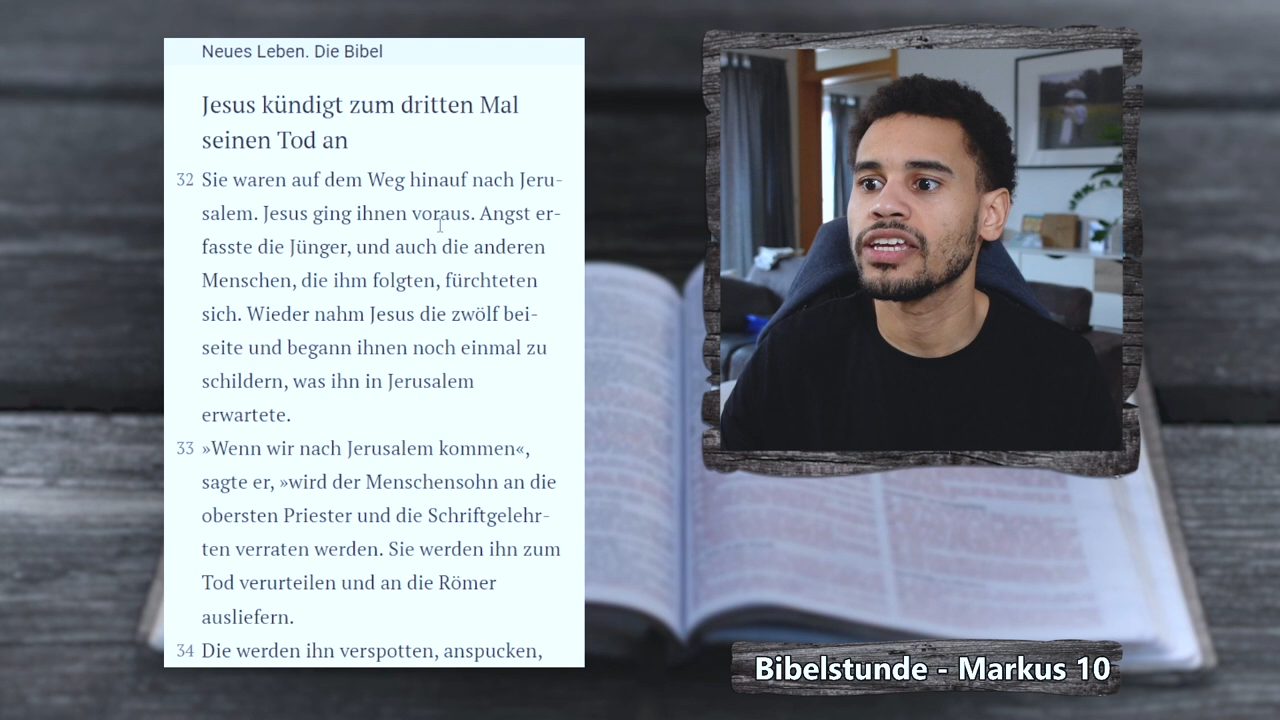 Neues Leben. Die Bibel
Jesus kündigt zum dritten Mal
seinen Tod an
32 Sie waren auf dem Weg hinauf nach Jeru-
salem. Jesus ging ihnen voraus. Angst er-
fasste die Jünger, und auch die anderen
Menschen, die ihm folgten, fürchteten
sich. Wieder nahm Jesus die zwölf bei-
seite und begann ihnen noch einmal zu
schildern, was ihn in Jerusalem
erwartete.
33 »Wenn wir nach Jerusalem kommen«,
sagte er, »wird der Menschensohn an die
obersten Priester und die Schriftgelehr-
ten verraten werden. Sie werden ihn zum
Tod verurteilen und an die Römer
ausliefern.
34 Die werden ihn verspotten, anspucken,
Bibelstunde - Markus 10